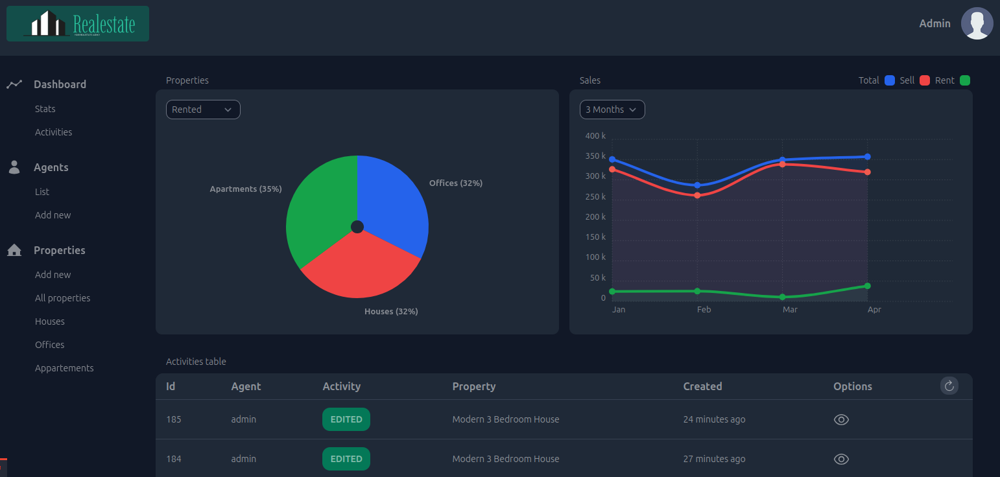 Realestate
YOUR REALESTATE AGENCY
Admin
Dashboard
Stats
Activities
Agents
List
Add new
Properties
Add new
All properties
Houses
Offices
Appartements
Properties
Rented
Apartments (35%)
Offices (32%)
Houses (32%)
Sales
Total Sell Rent
3 Months
400 k
350 k
300 k
250 k
200 k
150 k
100 k
50 k
0
Jan Feb Mar Apr
Activities table
Id Agent Activity Property Created Options
185 admin EDITED Modern 3 Bedroom House 24 minutes ago
184 admin EDITED Modern 3 Bedroom House 27 minutes ago